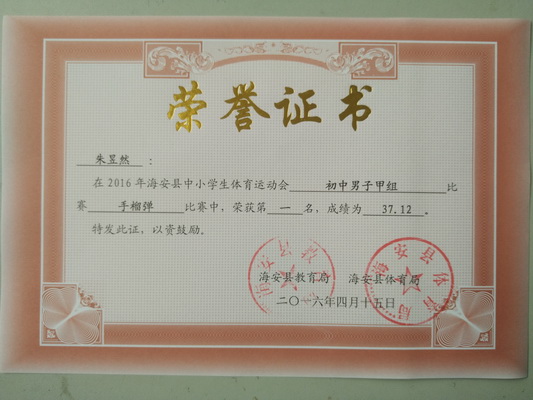 荣誉证书
朱昱然：
在2016年海安县中小学生体育运动会 初中男子甲组 比
赛 手榴弹 比赛中，荣获第 一 名，成绩为 37.12 。
特发此证，以资鼓励。
海安县教育局 海安县体育局
二〇一六年四月十五日